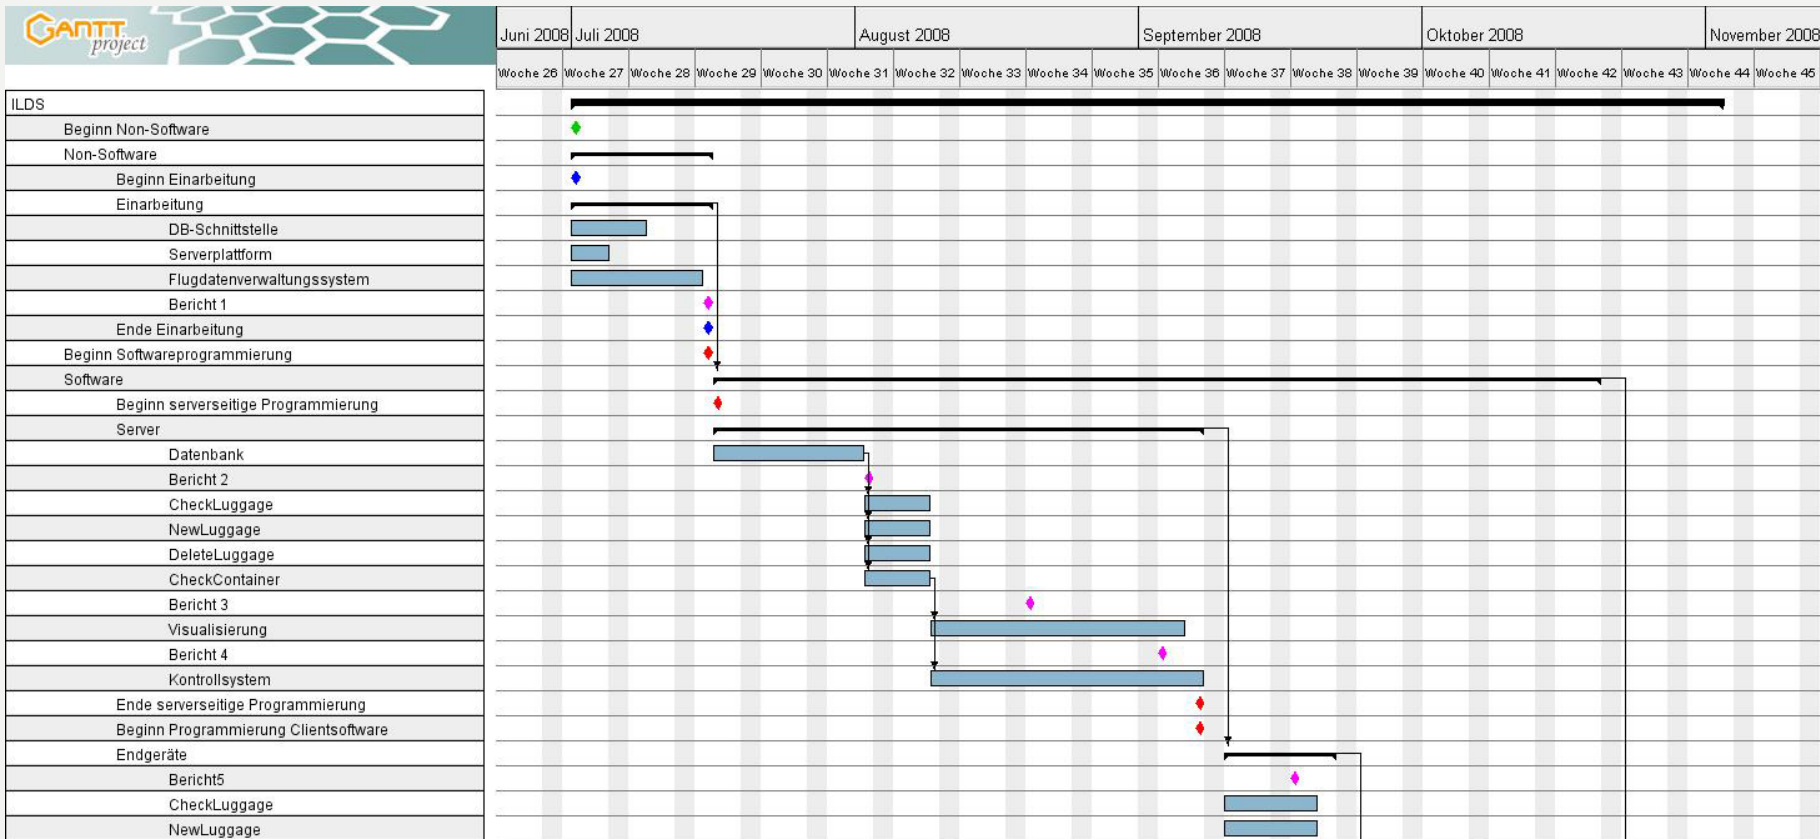 GANTT
project
Juni 2008 Juli 2008 August 2008 September 2008 Oktober 2008 November 2008
Woche 26 Woche 27 Woche 28 Woche 29 Woche 30 Woche 31 Woche 32 Woche 33 Woche 34 Woche 35 Woche 36 Woche 37 Woche 38 Woche 39 Woche 40 Woche 41 Woche 42 Woche 43 Woche 44 Woche 45
ILDS
Beginn Non-Software
Non-Software
Beginn Einarbeitung
Einarbeitung
DB-Schnittstelle
Serverplattform
Flugdatenverwaltungssystem
Bericht 1
Ende Einarbeitung
Beginn Softwareprogrammierung
Software
Beginn serverseitige Programmierung
Server
Datenbank
Bericht 2
CheckLuggage
NewLuggage
DeleteLuggage
CheckContainer
Bericht 3
Visualisierung
Bericht 4
Kontrollsystem
Ende serverseitige Programmierung
Beginn Programmierung Clientsoftware
Endgeräte
Bericht5
CheckLuggage
NewLuggage